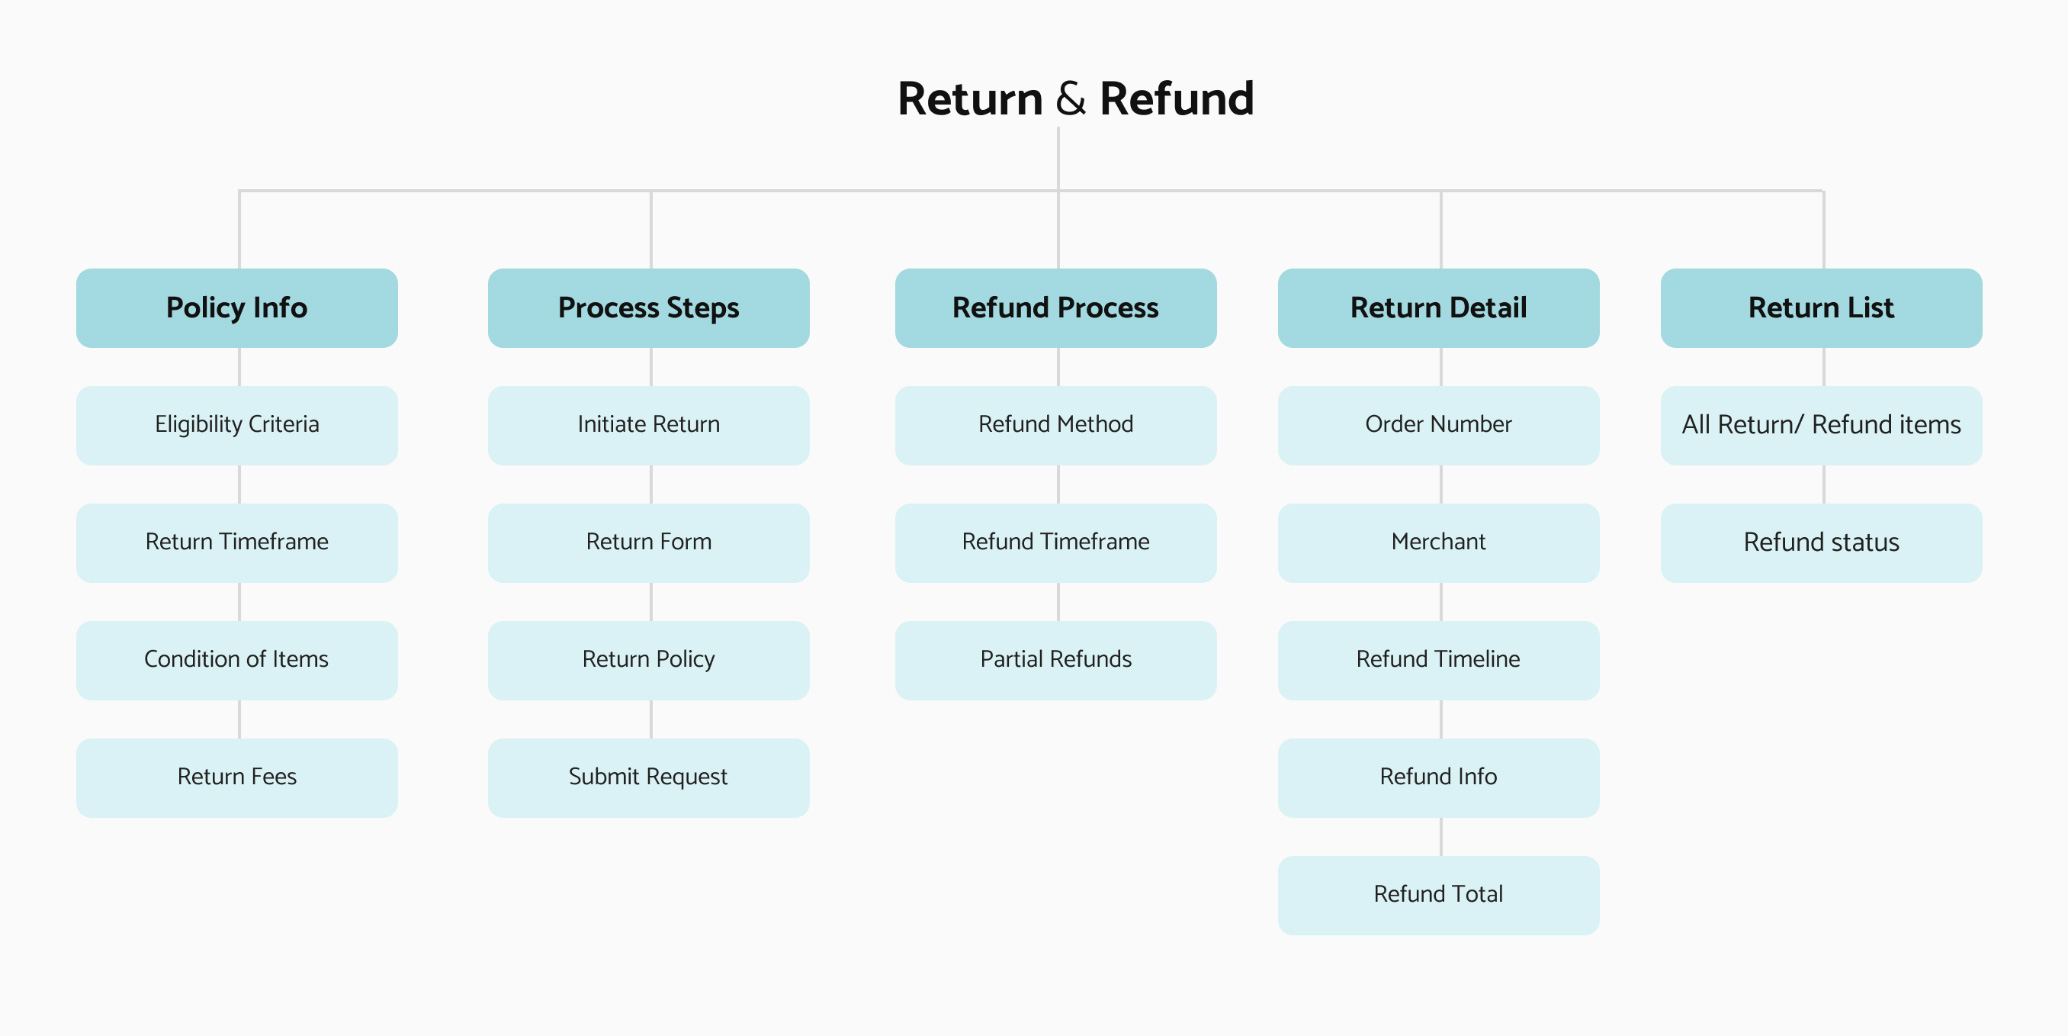 Return & Refund
Policy Info
Eligibility Criteria
Return Timeframe
Condition of Items
Return Fees
Process Steps
Initiate Return
Return Form
Return Policy
Submit Request
Refund Process
Refund Method
Refund Timeframe
Partial Refunds
Return Detail
Order Number
Merchant
Refund Timeline
Refund Info
Refund Total
Return List
All Return/ Refund items
Refund status